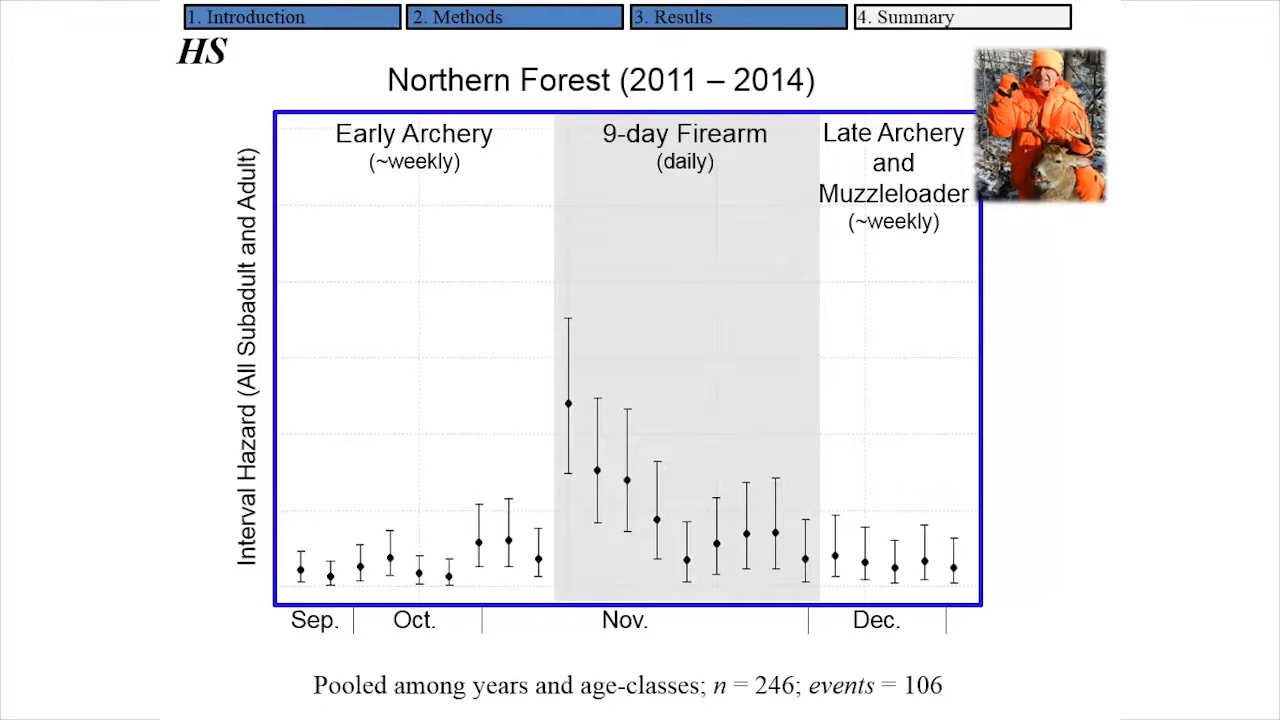 1. Introduction
2. Methods
3. Results
4. Summary
HS
Northern Forest (2011 – 2014)
Early Archery
(~weekly)
9-day Firearm
(daily)
Late Archery
and
Muzzleloader
(~weekly)
Interval Hazard (All Subadult and Adult)
Sep.
Oct.
Nov.
Dec.
Pooled among years and age-classes; n = 246; events = 106